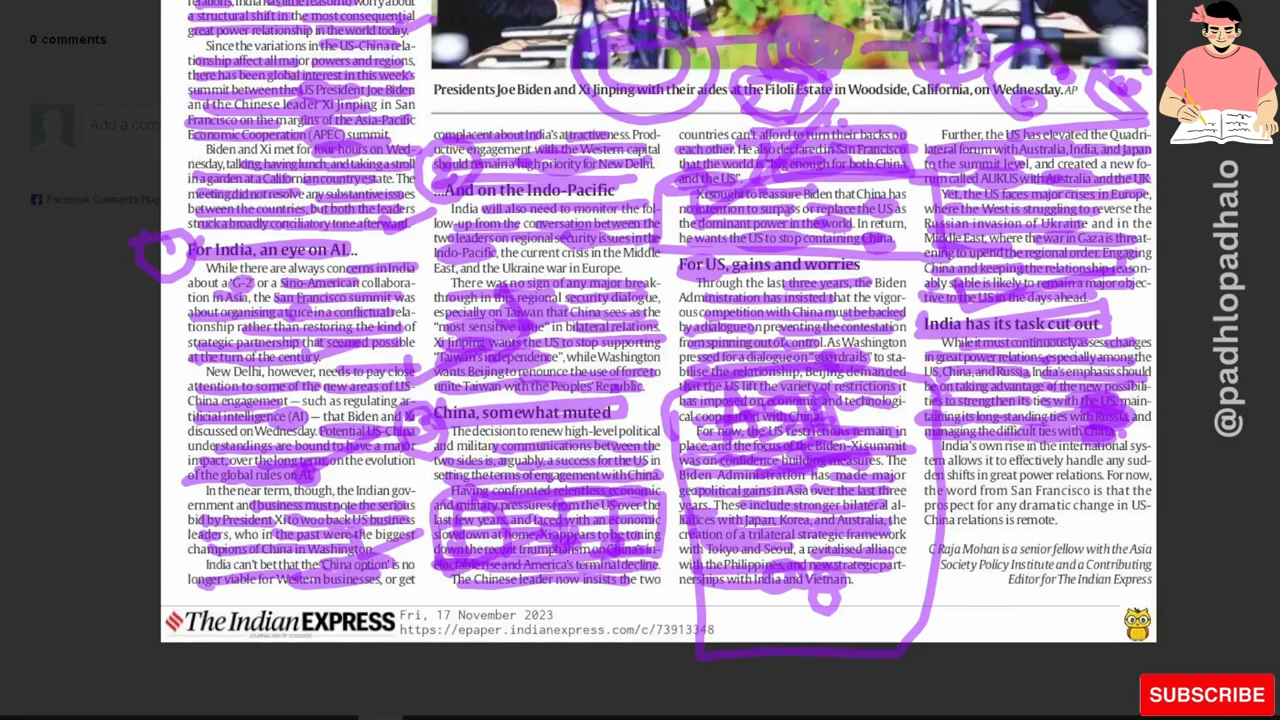 0 comments
Add a com
Facebook Comments Plug
relations, India has little reason to worry about
a structural shift in the most consequential
great power relationship in the world today.
Since the variations in the US-China rela-
tionship affect all major powers and regions,
there has been global interest in this week's
summit between the US President Joe Biden
and the Chinese leader Xi Jinping in San
Francisco on the margins of the Asia-Pacific
Economic Cooperation (APEC) summit.
Biden and Xi met for four hours on Wed-
nesday, talking, having lunch, and taking a stroll
in a garden at a Californian country estate. The
meeting did not resolve any substantive issues
between the countries, but both the leaders
struck a broadly conciliatory tone afterward.
For India, an eye on AI...
While there are always concerns in India
about a 'G-2' or a Sino-American collabora-
tion in Asia, the San Francisco summit was
about organising a truce in a conflictual rela-
tionship rather than restoring the kind of
strategic partnership that seemed possible
at the turn of the century.
New Delhi, however, needs to pay close
attention to some of the new areas of US-
China engagement — such as regulating ar-
tificial intelligence (AI) — that Biden and Xi
discussed on Wednesday. Potential US-China
understandings are bound to have a major
impact, over the long term, on the evolution
of the global rules on AI.
In the near term, though, the Indian gov-
ernment and business must note the serious
bid by President Xi to woo back US business
leaders, who in the past were the biggest
champions of China in Washington.
India can't bet that the 'China option' is no
longer viable for Western businesses, or get
Presidents Joe Biden and Xi Jinping with their aides at the Filoli Estate in Woodside, California, on Wednesday. AP
complacent about India's attractiveness. Prod-
uctive engagement with the Western capital
should remain a high priority for New Delhi.
...And on the Indo-Pacific
India will also need to monitor the fol-
low-up from the conversation between the
two leaders on regional security issues in the
Indo-Pacific, the current crisis in the Middle
East, and the Ukraine war in Europe.
There was no sign of any major break-
through in this regional security dialogue,
especially on Taiwan that China sees as the
"most sensitive issue" in bilateral relations.
Xi Jinping wants the US to stop supporting
"Taiwan's independence", while Washington
wants Beijing to renounce the use of force to
unite Taiwan with the Peoples' Republic.
China, somewhat muted
The decision to renew high-level political
and military communications between the
two sides is, arguably, a success for the US in
setting the terms of engagement with China.
Having confronted relentless economic
and military pressures from the US over the
last few years, and faced with an economic
slowdown at home, Xi appears to be toning
down the recent triumphalism on China's in-
eluctable rise and America's terminal decline.
The Chinese leader now insists the two
countries can't afford to turn their backs on
each other. He also declared in San Francisco
that the world is "big enough for both China
and the US".
Xi sought to reassure Biden that China has
no intention to surpass or replace the US as
the dominant power in the world. In return,
he wants the US to stop containing China.
For US, gains and worries
Through the last three years, the Biden
Administration has insisted that the vigor-
ous competition with China must be backed
by a dialogue on preventing the contestation
from spinning out of control. As Washington
pressed for a dialogue on "guardrails" to sta-
bilise the relationship, Beijing demanded
that the US lift the variety of restrictions it
has imposed on economic and technologi-
cal cooperation with China.
For now, the US restrictions remain in
place, and the focus of the Biden-Xi summit
was on confidence building measures. The
Biden Administration has made major
geopolitical gains in Asia over the last three
years. These include stronger bilateral al-
liances with Japan, Korea, and Australia, the
creation of a trilateral strategic framework
with Tokyo and Seoul, a revitalised alliance
with the Philippines, and new strategic part-
nerships with India and Vietnam.
Further, the US has elevated the Quadri-
lateral forum with Australia, India, and Japan
to the summit level, and created a new fo-
rum called AUKUS with Australia and the UK.
Yet, the US faces major crises in Europe,
where the West is struggling to reverse the
Russian invasion of Ukraine and in the
Middle East, where the war in Gaza is threat-
ening to upend the regional order. Engaging
China and keeping the relationship reason-
ably stable is likely to remain a major objec-
tive to the US in the days ahead.
India has its task cut out
While it must continuously assess changes
in great power relations, especially among the
US, China, and Russia, India's emphasis should
be on taking advantage of the new possibili-
ties to strengthen its ties with the US, main-
taining its long-standing ties with Russia, and
managing the difficult ties with China.
India's own rise in the international sys-
tem allows it to effectively handle any sud-
den shifts in great power relations. For now,
the word from San Francisco is that the
prospect for any dramatic change in US-
China relations is remote.
C Raja Mohan is a senior fellow with the Asia
Society Policy Institute and a Contributing
Editor for The Indian Express
The Indian EXPRESS
JOURNALISM OF COURAGE
Fri, 17 November 2023
https://epaper.indianexpress.com/c/73913348
@padhlopadhalo
SUBSCRIBE